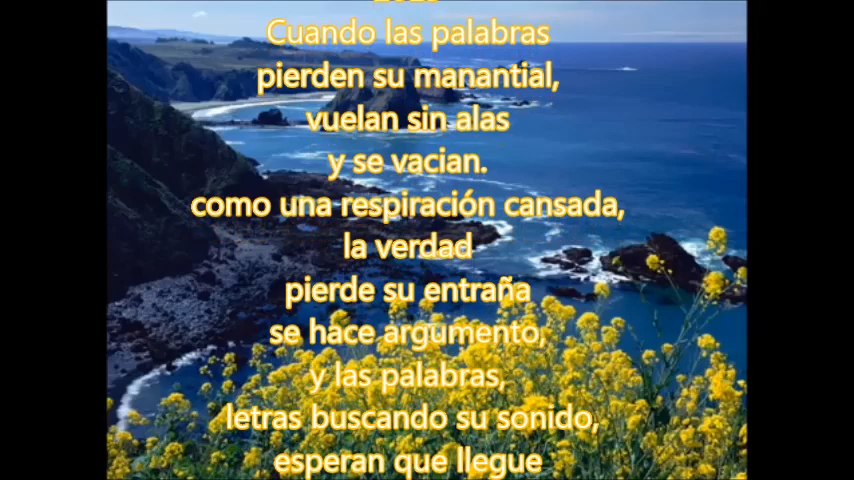 Cuando las palabras
pierden su manantial,
vuelan sin alas
y se vacian.
como una respiración cansada,
la verdad
pierde su entraña
se hace argumento,
y las palabras,
letras buscando su sonido,
esperan que llegue